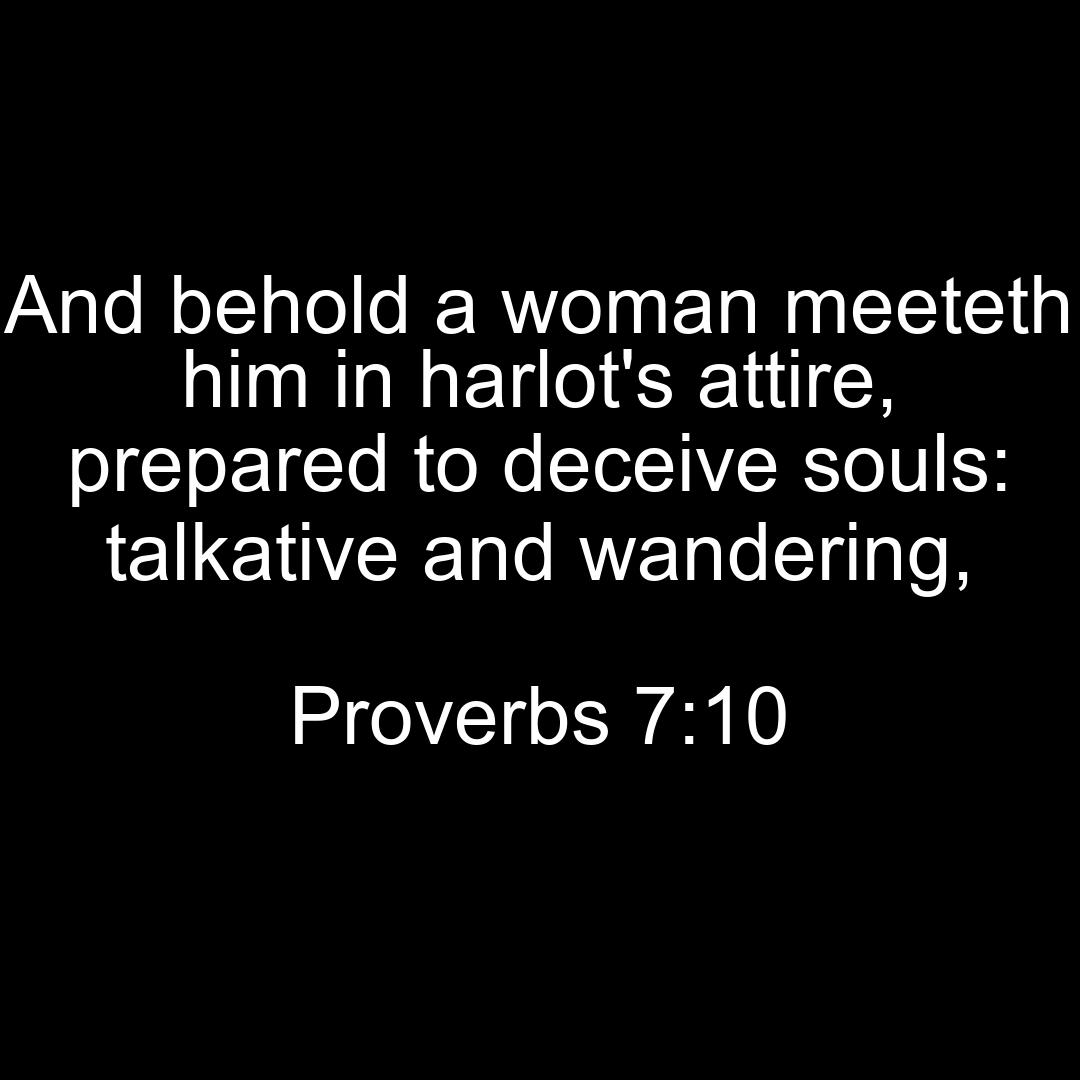 And behold a woman meeteth
him in harlot's attire,
prepared to deceive souls:
talkative and wandering,
Proverbs 7:10